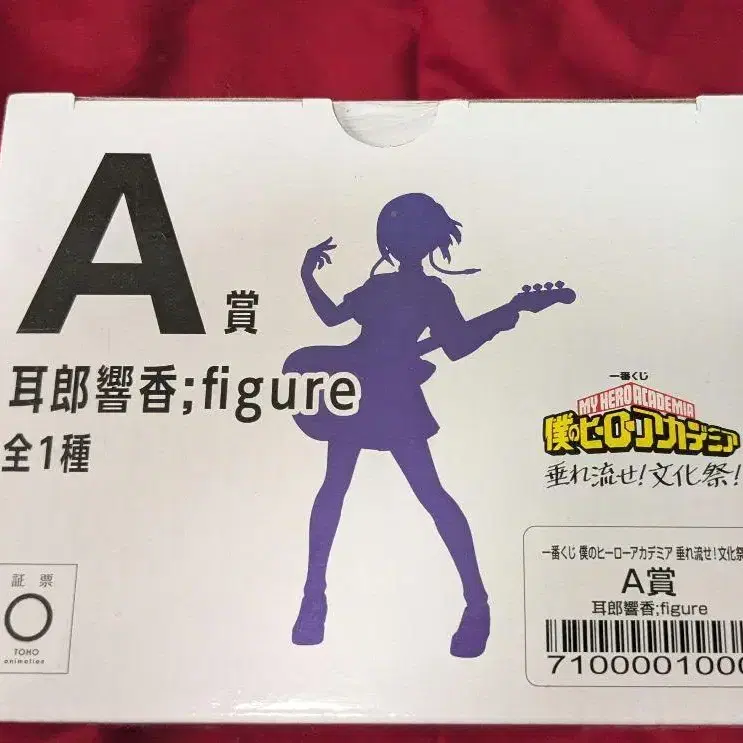 A賞
耳郎響香;figure
全1種
一番くじ
MY HERO ACADEMIA
僕のヒーローアカデミア
垂れ流せ!文化祭!
証票
TOHO
animation
一番くじ 僕のヒーローアカデミア 垂れ流せ!文化祭
A賞
耳郎響香;figure
7100001000